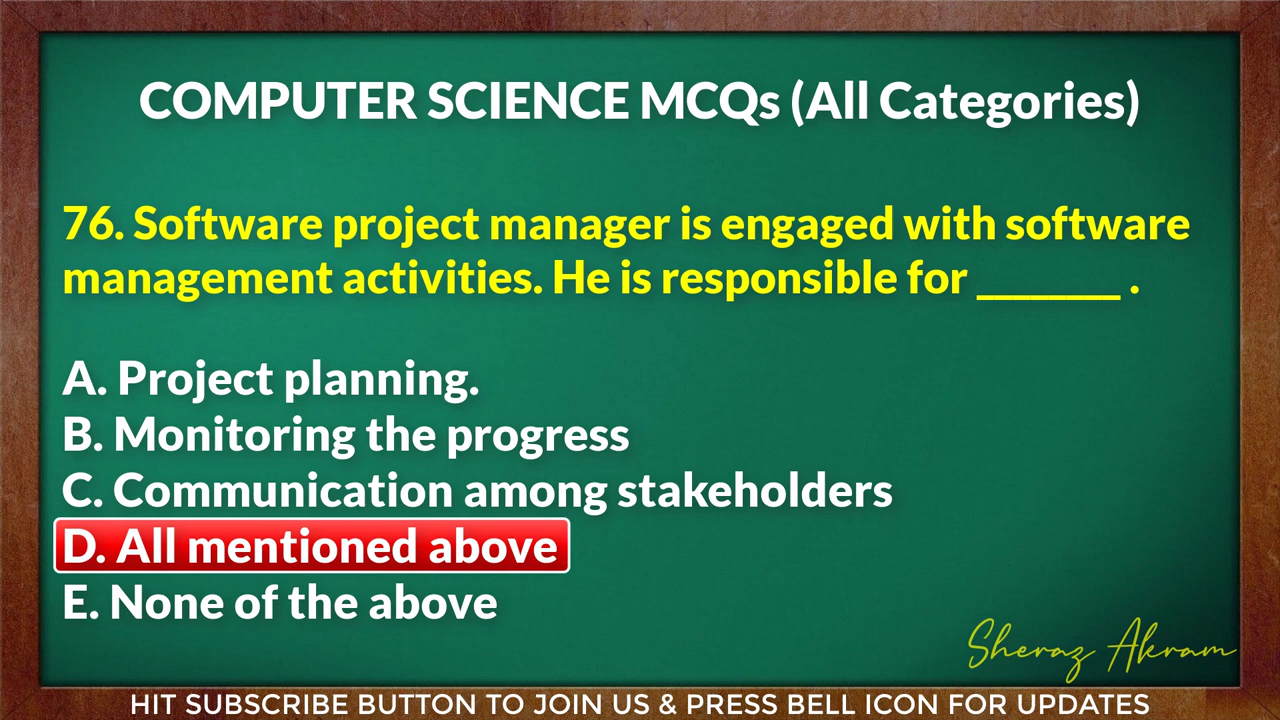 COMPUTER SCIENCE MCQs (All Categories)
76. Software project manager is engaged with software
management activities. He is responsible for ________ .
A. Project planning.
B. Monitoring the progress
C. Communication among stakeholders
D. All mentioned above
E. None of the above
Sheraz Akram
HIT SUBSCRIBE BUTTON TO JOIN US & PRESS BELL ICON FOR UPDATES